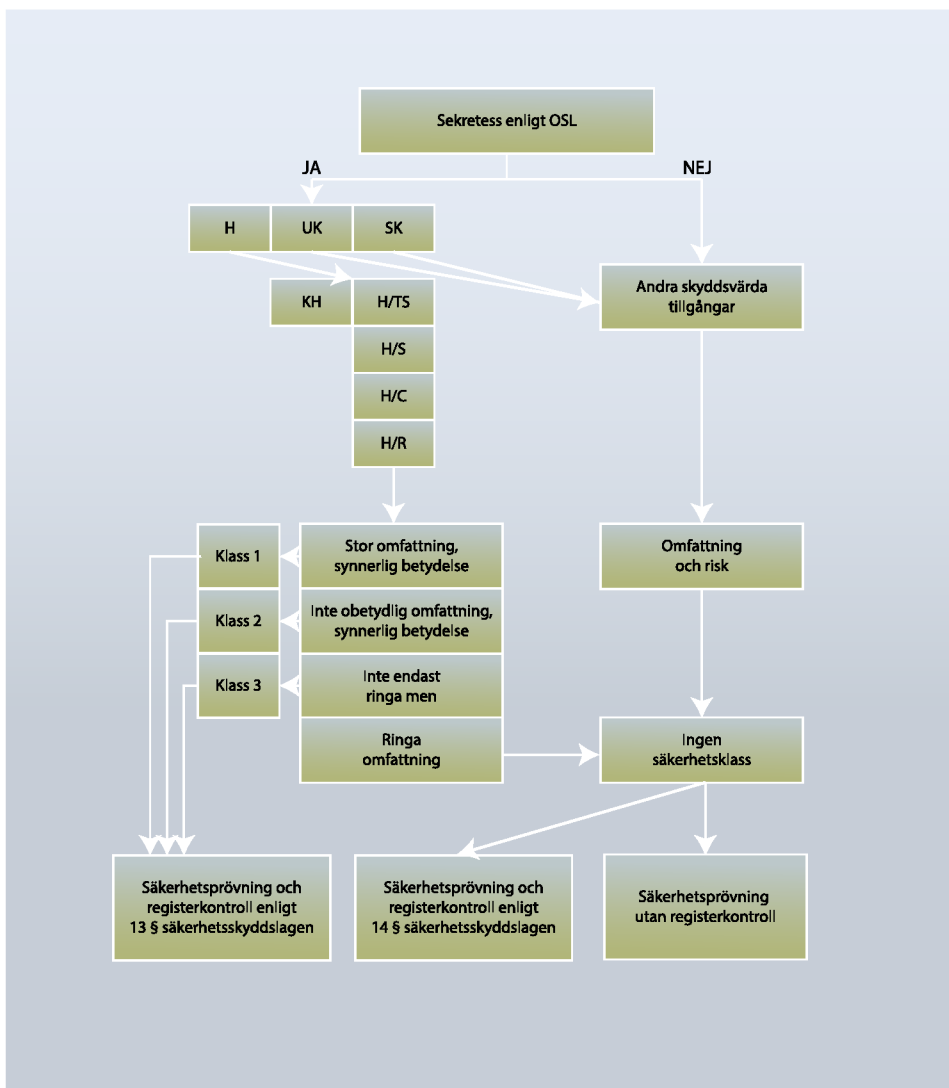 Sekretess enligt OSL
JA
NEJ
H
UK
SK
Andra skyddsvärda
tillgångar
KH
H/TS
H/S
H/C
H/R
Klass 1
Stor omfattning,
synnerlig betydelse
Omfattning
och risk
Klass 2
Inte obetydlig omfattning,
synnerlig betydelse
Klass 3
Inte endast
ringa men
Ringa
omfattning
Ingen
säkerhetsklass
Säkerhetsprövning och
registerkontroll enligt
13 § säkerhetsskyddslagen
Säkerhetsprövning och
registerkontroll enligt
14 § säkerhetsskyddslagen
Säkerhetsprövning
utan registerkontroll